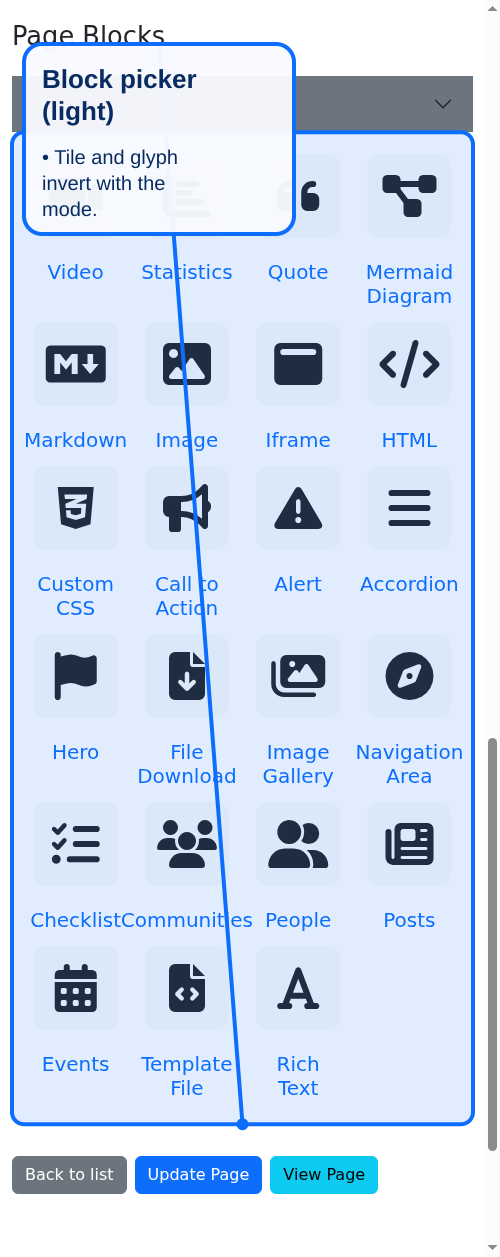 Page Blocks
Block picker
(light)
• Tile and glyph
invert with the
mode.
Video
Statistics
Quote
Mermaid
Diagram
Markdown
Image
Iframe
HTML
Custom
CSS
Call to
Action
Alert
Accordion
Hero
File
Download
Image
Gallery
Navigation
Area
Checklist
Communities
People
Posts
Events
Template
File
Rich
Text
Back to list
Update Page
View Page